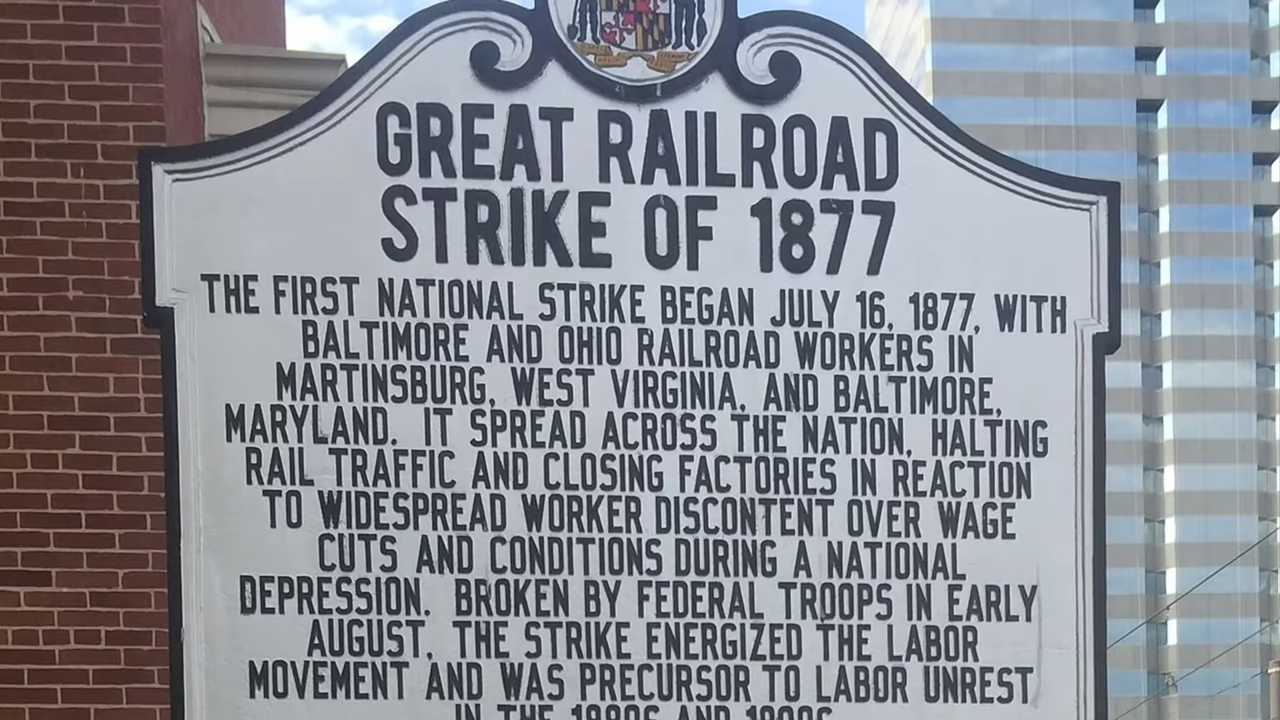 GREAT RAILROAD
STRIKE OF 1877
THE FIRST NATIONAL STRIKE BEGAN JULY 16, 1877, WITH
BALTIMORE AND OHIO RAILROAD WORKERS IN
MARTINSBURG, WEST VIRGINIA, AND BALTIMORE,
MARYLAND. IT SPREAD ACROSS THE NATION, HALTING
RAIL TRAFFIC AND CLOSING FACTORIES IN REACTION
TO WIDESPREAD WORKER DISCONTENT OVER WAGE
CUTS AND CONDITIONS DURING A NATIONAL
DEPRESSION. BROKEN BY FEDERAL TROOPS IN EARLY
AUGUST, THE STRIKE ENERGIZED THE LABOR
MOVEMENT AND WAS PRECURSOR TO LABOR UNREST
IN THE AND